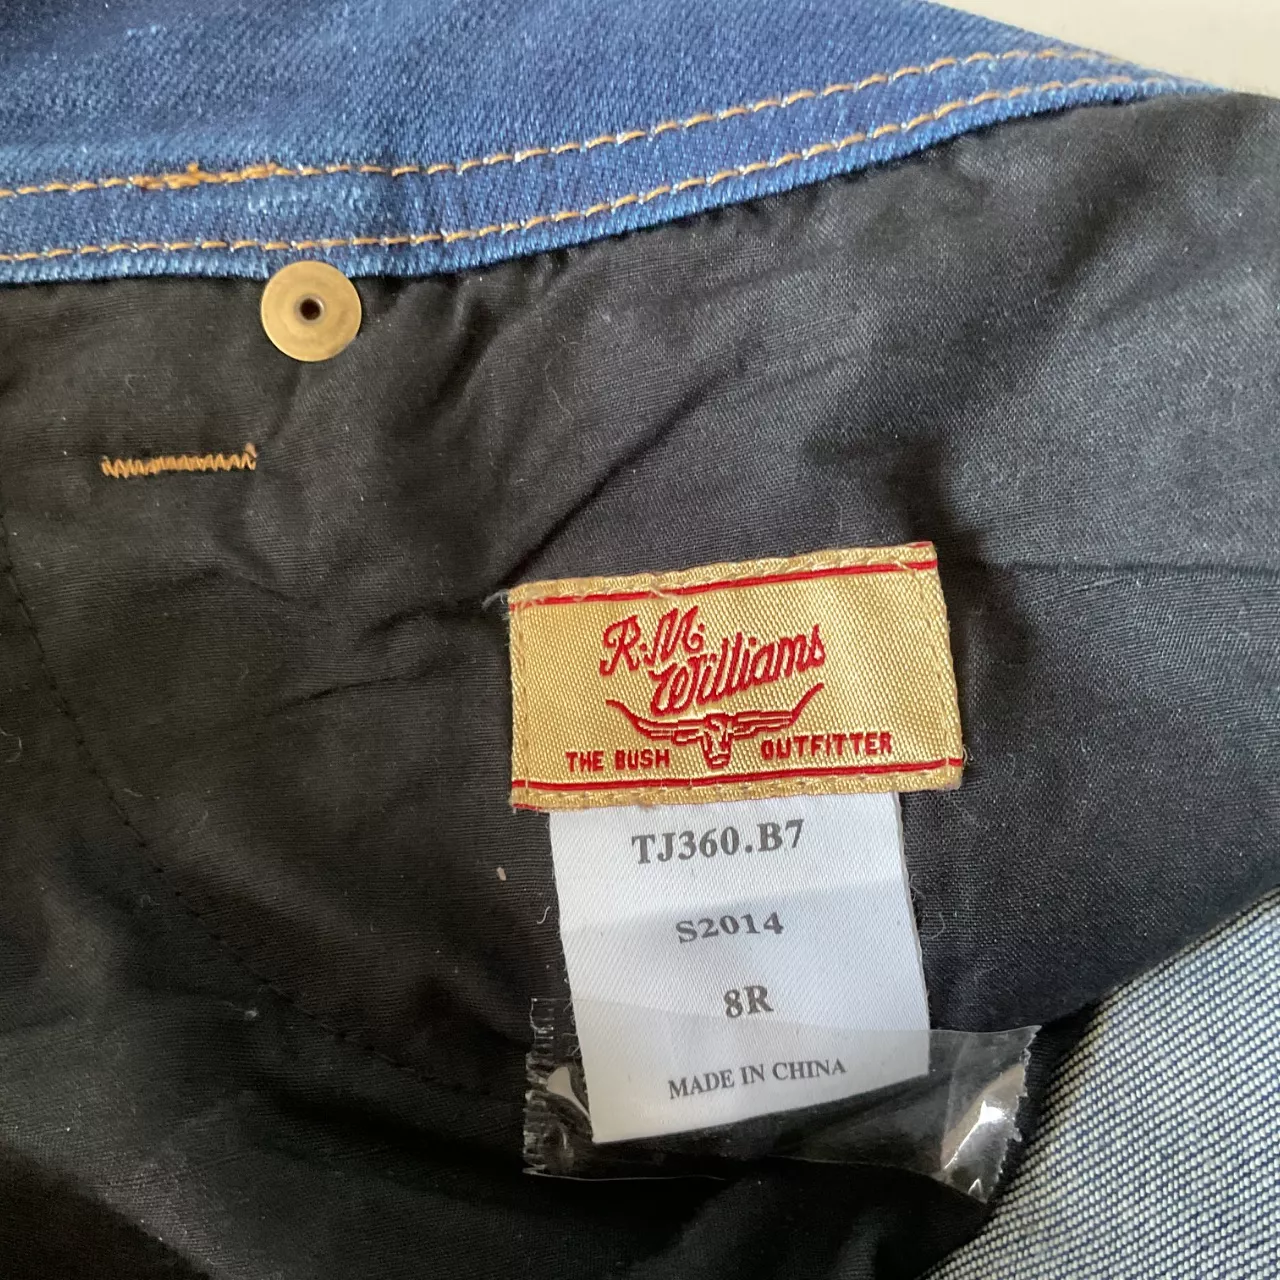 R.M.
Williams
THE BUSH OUTFITTER
TJ360.B7
S2014
8R
MADE IN CHINA